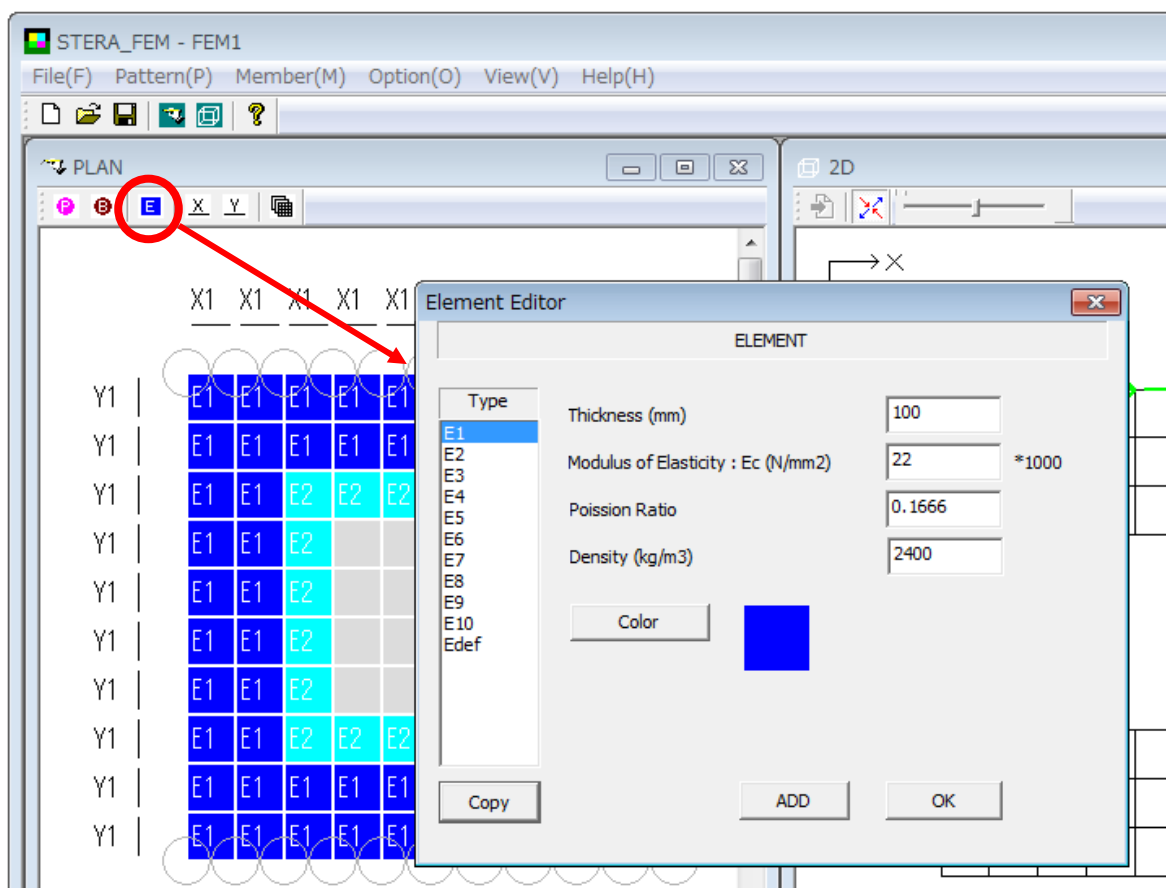 STERA_FEM - FEM1
File(F) Pattern(P) Member(M) Option(O) View(V) Help(H)
PLAN
2D
P B E X Y
X
X1 X1 X1 X1 X1
Element Editor
ELEMENT
Type
E1
E2
E3
E4
E5
E6
E7
E8
E9
E10
Edef
Thickness (mm) 100
Modulus of Elasticity : Ec (N/mm2) 22 *1000
Poission Ratio 0.1666
Density (kg/m3) 2400
Color
Copy
ADD
OK
Y1 E1 E1 E1 E1 E1
Y1 E1 E1 E1 E1 E1
Y1 E1 E1 E2 E2 E2
Y1 E1 E1 E2
Y1 E1 E1 E2
Y1 E1 E1 E2
Y1 E1 E1 E2
Y1 E1 E1 E2 E2 E2
Y1 E1 E1 E1 E1 E1
Y1 E1 E1 E1 E1 E1